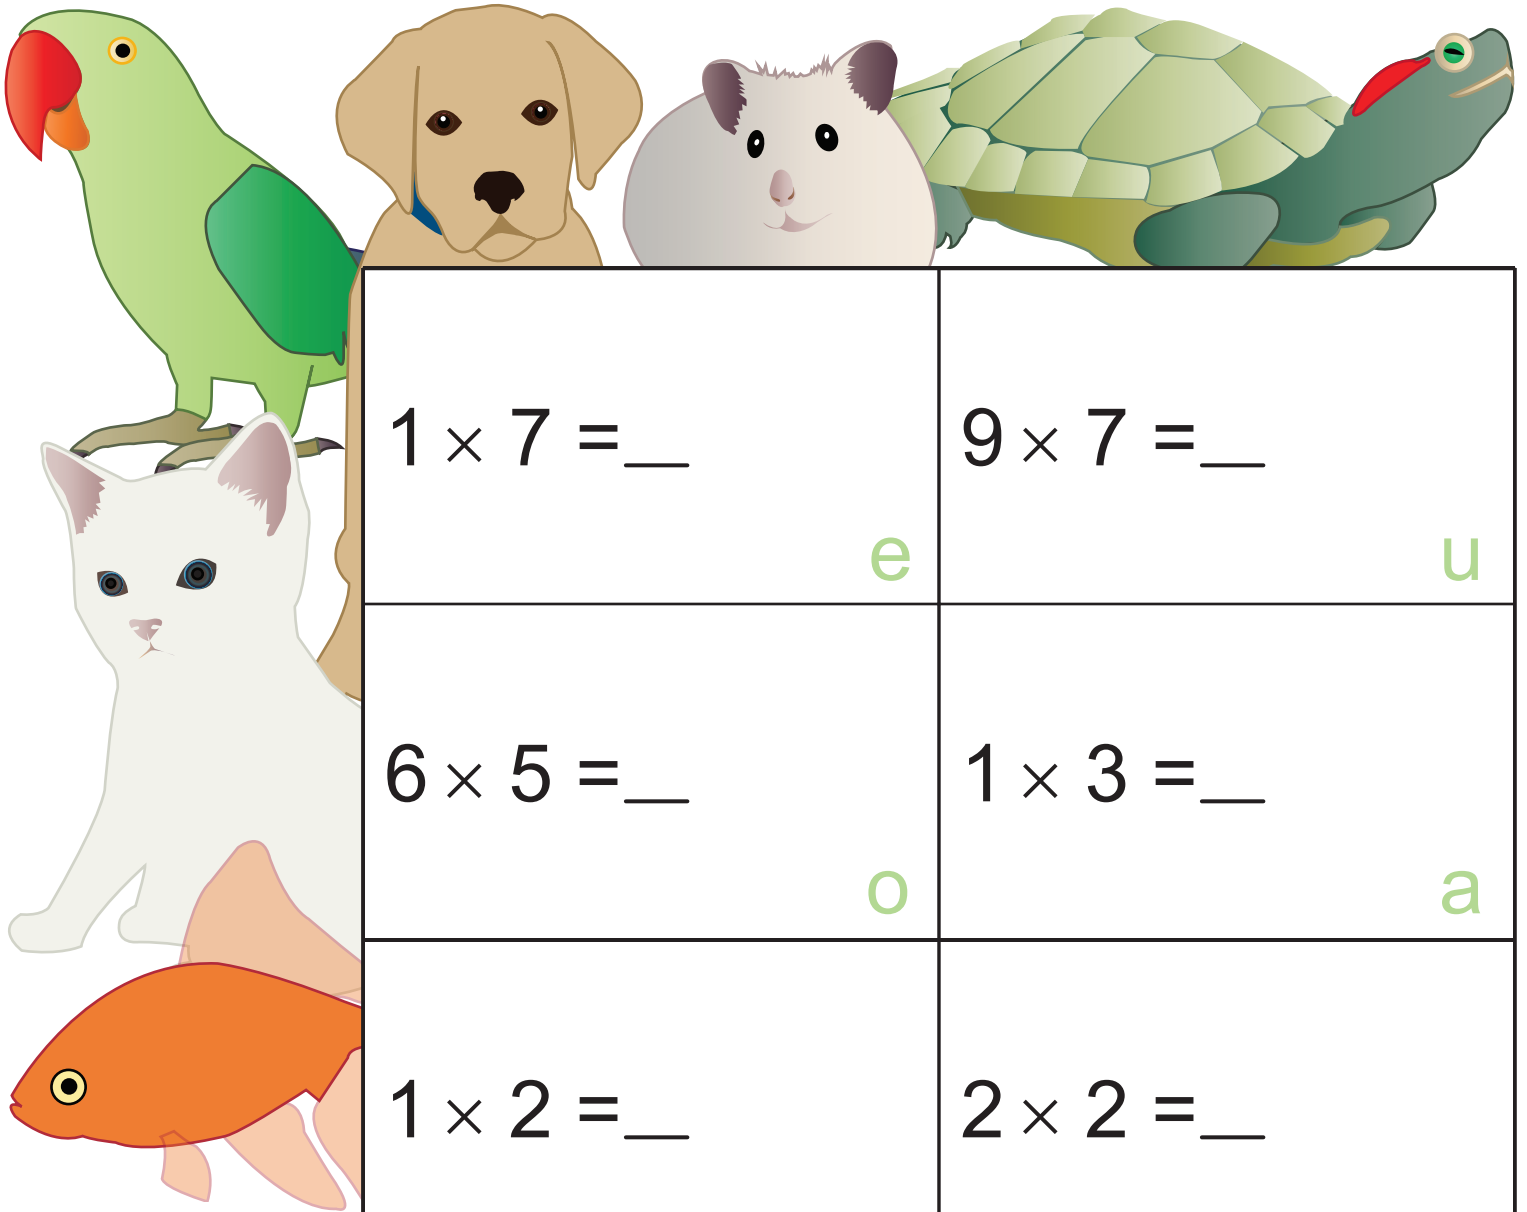 1 × 7 =__
9 × 7 =__
e
u
6 × 5 =__
1 × 3 =__
o
a
1 × 2 =__
2 × 2 =__